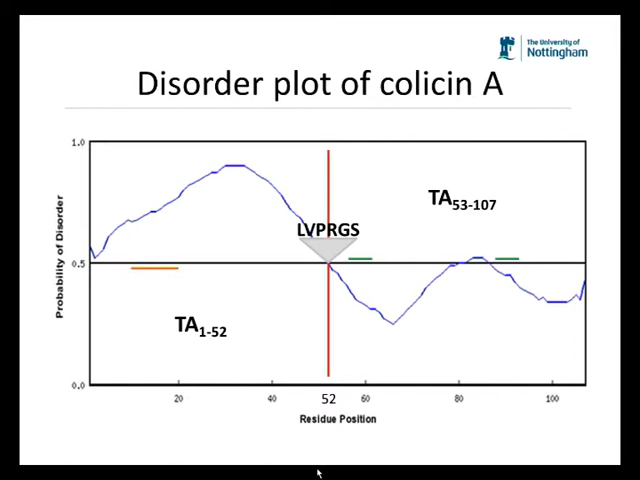 The University of
Nottingham
Disorder plot of colicin A
1.0
TA53-107
LVPRGS
Probability of Disorder
0.5
TA1-52
0.0
20
40
52
60
80
100
Residue Position